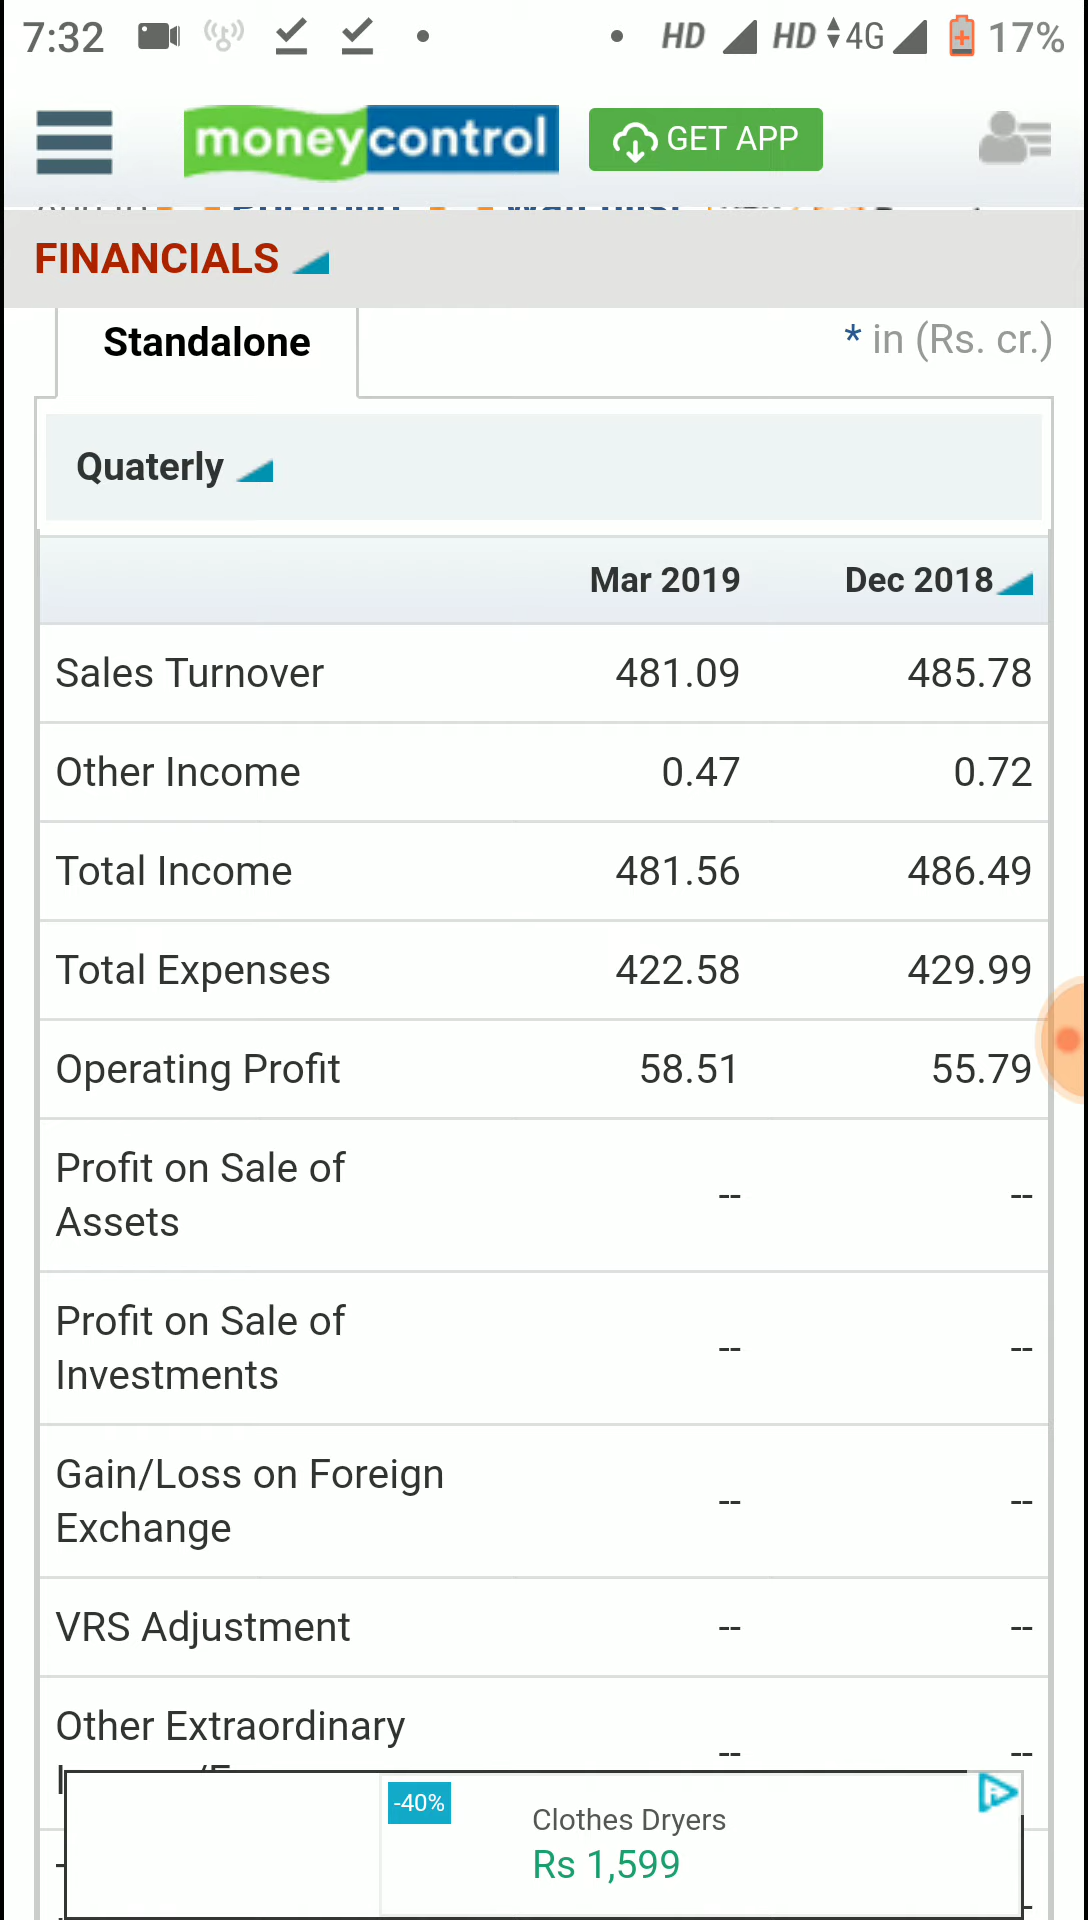 7:32 HD HD 4G 17%
moneycontrol GET APP
FINANCIALS
Standalone * in (Rs. cr.)
Quaterly
Mar 2019 Dec 2018
Sales Turnover 481.09 485.78
Other Income 0.47 0.72
Total Income 481.56 486.49
Total Expenses 422.58 429.99
Operating Profit 58.51 55.79
Profit on Sale of
Assets -- --
Profit on Sale of
Investments -- --
Gain/Loss on Foreign
Exchange -- --
VRS Adjustment -- --
Other Extraordinary
-- --
-40%
Clothes Dryers
Rs 1,599